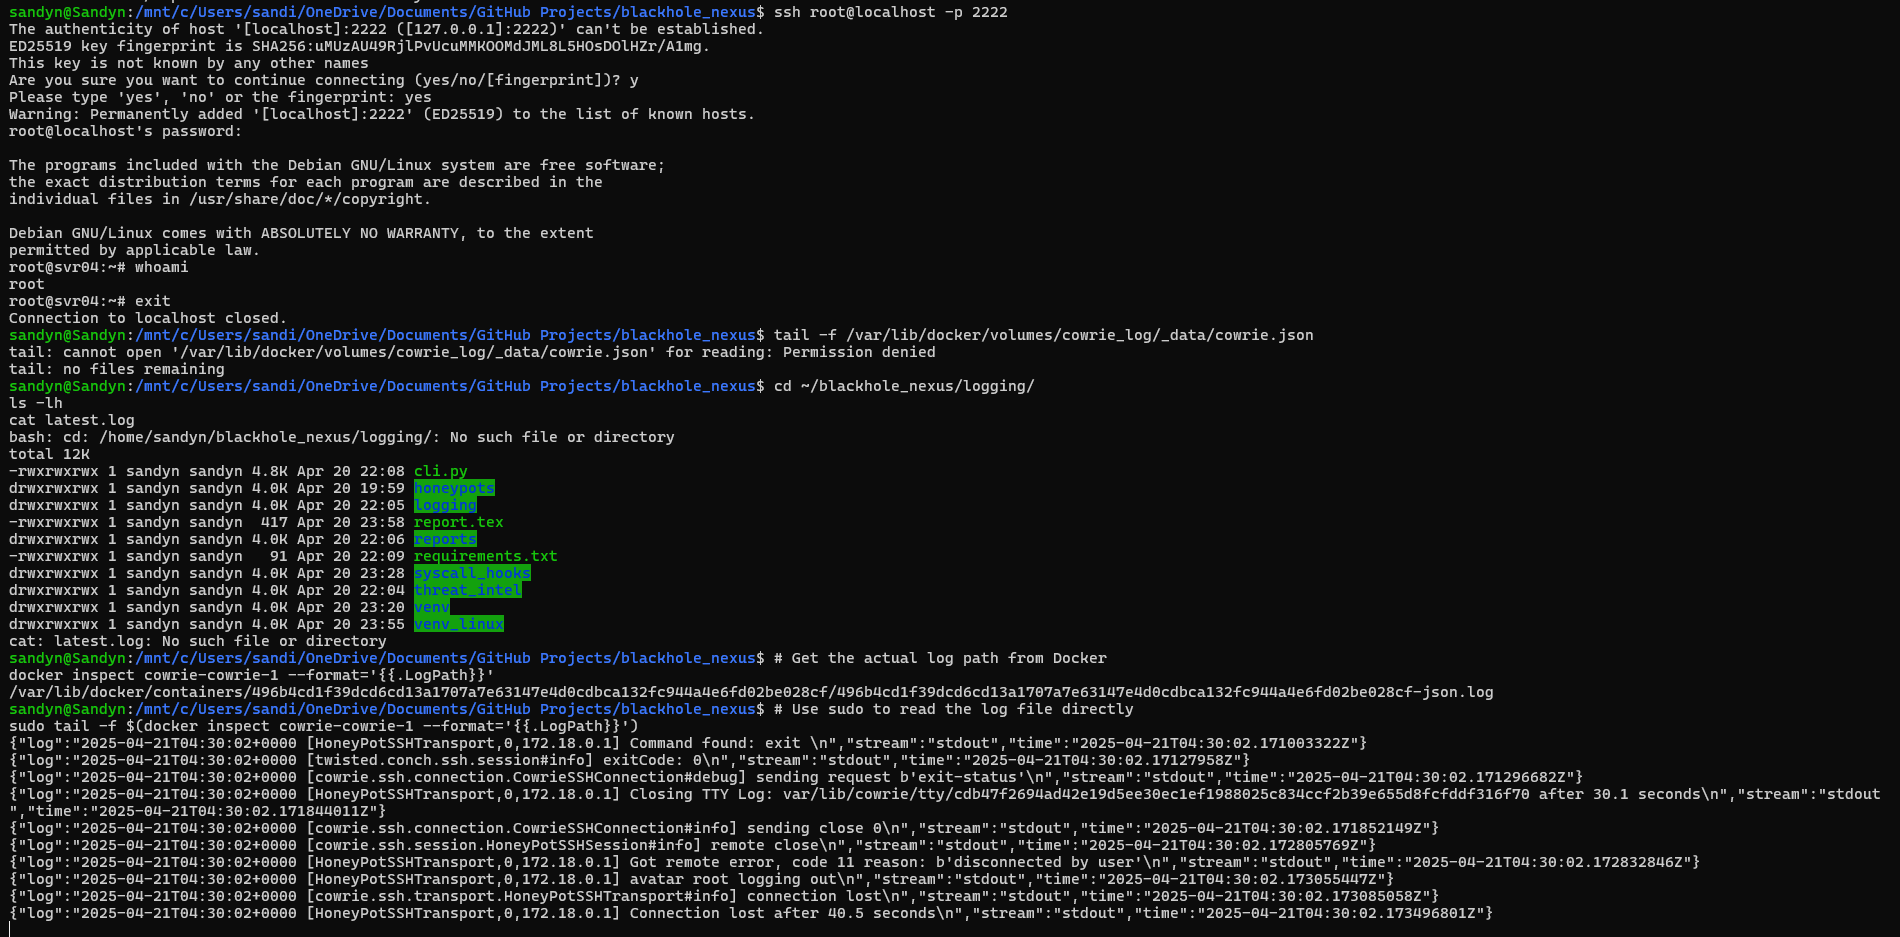 sandyn@Sandyn:/mnt/c/Users/sandi/OneDrive/Documents/GitHub Projects/blackhole_nexus$ ssh root@localhost -p 2222
The authenticity of host '[localhost]:2222 ([127.0.0.1]:2222)' can't be established.
ED25519 key fingerprint is SHA256:uMUzAU49RjlPvUcuMMKOOMdJML8L5HOsDOlHZr/A1mg.
This key is not known by any other names
Are you sure you want to continue connecting (yes/no/[fingerprint])? y
Please type 'yes', 'no' or the fingerprint: yes
Warning: Permanently added '[localhost]:2222' (ED25519) to the list of known hosts.
root@localhost's password:
The programs included with the Debian GNU/Linux system are free software;
the exact distribution terms for each program are described in the
individual files in /usr/share/doc/*/copyright.
Debian GNU/Linux comes with ABSOLUTELY NO WARRANTY, to the extent
permitted by applicable law.
root@svr04:~# whoami
root
root@svr04:~# exit
Connection to localhost closed.
sandyn@Sandyn:/mnt/c/Users/sandi/OneDrive/Documents/GitHub Projects/blackhole_nexus$ tail -f /var/lib/docker/volumes/cowrie_log/_data/cowrie.json
tail: cannot open '/var/lib/docker/volumes/cowrie_log/_data/cowrie.json' for reading: Permission denied
tail: no files remaining
sandyn@Sandyn:/mnt/c/Users/sandi/OneDrive/Documents/GitHub Projects/blackhole_nexus$ cd ~/blackhole_nexus/logging/
ls -lh
cat latest.log
bash: cd: /home/sandyn/blackhole_nexus/logging/: No such file or directory
total 12K
-rwxrwxrwx 1 sandyn sandyn 4.8K Apr 20 22:08 cli.py
drwxrwxrwx 1 sandyn sandyn 4.0K Apr 20 19:59 honeypots
drwxrwxrwx 1 sandyn sandyn 4.0K Apr 20 22:05 logging
-rwxrwxrwx 1 sandyn sandyn  417 Apr 20 23:58 report.tex
drwxrwxrwx 1 sandyn sandyn 4.0K Apr 20 22:06 reports
-rwxrwxrwx 1 sandyn sandyn   91 Apr 20 22:09 requirements.txt
drwxrwxrwx 1 sandyn sandyn 4.0K Apr 20 23:28 syscall_hooks
drwxrwxrwx 1 sandyn sandyn 4.0K Apr 20 22:04 threat_intel
drwxrwxrwx 1 sandyn sandyn 4.0K Apr 20 23:20 venv
drwxrwxrwx 1 sandyn sandyn 4.0K Apr 20 23:55 venv_linux
cat: latest.log: No such file or directory
sandyn@Sandyn:/mnt/c/Users/sandi/OneDrive/Documents/GitHub Projects/blackhole_nexus$ # Get the actual log path from Docker
docker inspect cowrie-cowrie-1 --format='{{.LogPath}}'
/var/lib/docker/containers/496b4cd1f39dcd6cd13a1707a7e63147e4d0cdbca132fc944a4e6fd02be028cf/496b4cd1f39dcd6cd13a1707a7e63147e4d0cdbca132fc944a4e6fd02be028cf-json.log
sandyn@Sandyn:/mnt/c/Users/sandi/OneDrive/Documents/GitHub Projects/blackhole_nexus$ # Use sudo to read the log file directly
sudo tail -f $(docker inspect cowrie-cowrie-1 --format='{{.LogPath}}')
{"log":"2025-04-21T04:30:02+0000 [HoneyPotSSHTransport,0,172.18.0.1] Command found: exit \n","stream":"stdout","time":"2025-04-21T04:30:02.171003322Z"}
{"log":"2025-04-21T04:30:02+0000 [twisted.conch.ssh.session#info] exitCode: 0\n","stream":"stdout","time":"2025-04-21T04:30:02.17127958Z"}
{"log":"2025-04-21T04:30:02+0000 [cowrie.ssh.connection.CowrieSSHConnection#debug] sending request b'exit-status'\n","stream":"stdout","time":"2025-04-21T04:30:02.171296682Z"}
{"log":"2025-04-21T04:30:02+0000 [HoneyPotSSHTransport,0,172.18.0.1] Closing TTY Log: var/lib/cowrie/tty/cdb47f2694ad42e19d5ee30ec1ef1988025c834ccf2b39e655d8fcfddf316f70 after 30.1 seconds\n","stream":"stdout
","time":"2025-04-21T04:30:02.171844011Z"}
{"log":"2025-04-21T04:30:02+0000 [cowrie.ssh.connection.CowrieSSHConnection#info] sending close 0\n","stream":"stdout","time":"2025-04-21T04:30:02.171852149Z"}
{"log":"2025-04-21T04:30:02+0000 [cowrie.ssh.session.HoneyPotSSHSession#info] remote close\n","stream":"stdout","time":"2025-04-21T04:30:02.172805769Z"}
{"log":"2025-04-21T04:30:02+0000 [HoneyPotSSHTransport,0,172.18.0.1] Got remote error, code 11 reason: b'disconnected by user'\n","stream":"stdout","time":"2025-04-21T04:30:02.172832846Z"}
{"log":"2025-04-21T04:30:02+0000 [HoneyPotSSHTransport,0,172.18.0.1] avatar root logging out\n","stream":"stdout","time":"2025-04-21T04:30:02.173055447Z"}
{"log":"2025-04-21T04:30:02+0000 [cowrie.ssh.transport.HoneyPotSSHTransport#info] connection lost\n","stream":"stdout","time":"2025-04-21T04:30:02.173085058Z"}
{"log":"2025-04-21T04:30:02+0000 [HoneyPotSSHTransport,0,172.18.0.1] Connection lost after 40.5 seconds\n","stream":"stdout","time":"2025-04-21T04:30:02.173496801Z"}